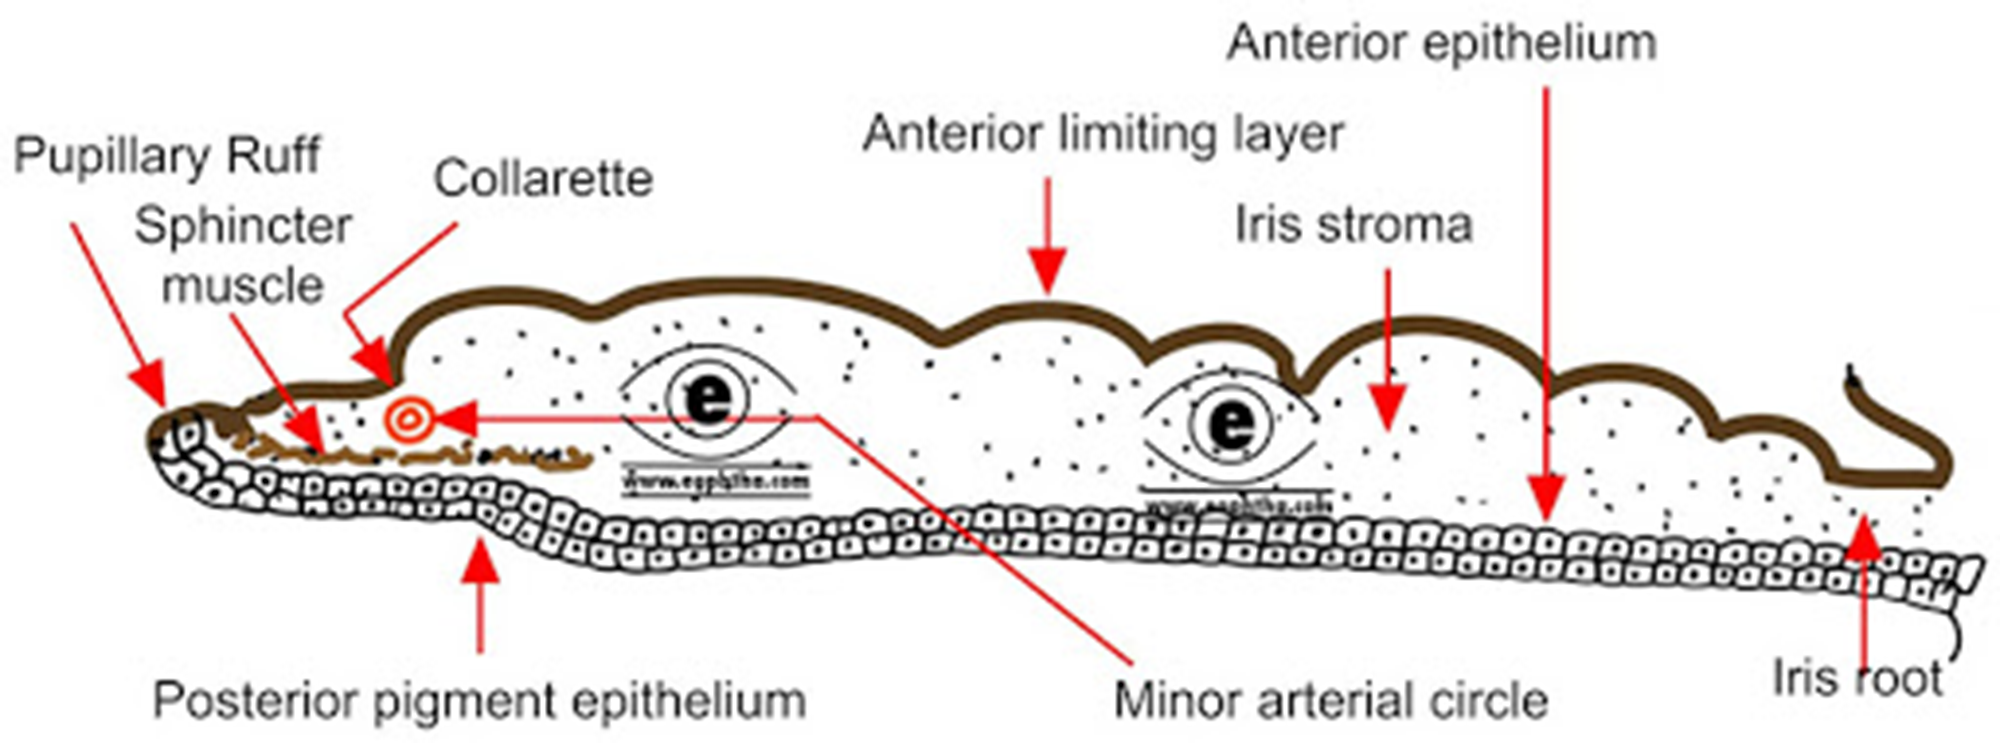 Anterior epithelium
Anterior limiting layer
Pupillary Ruff
Collarette
Sphincter
muscle
Iris stroma
e
e
Posterior pigment epithelium
Minor arterial circle
Iris root